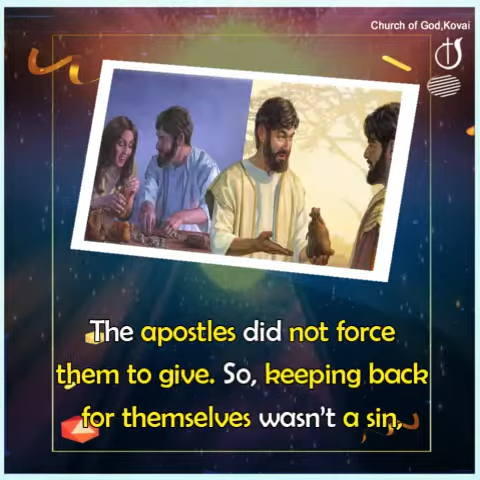 Church of God,Kovai
The apostles did not force
them to give. So, keeping back
for themselves wasn't a sin,